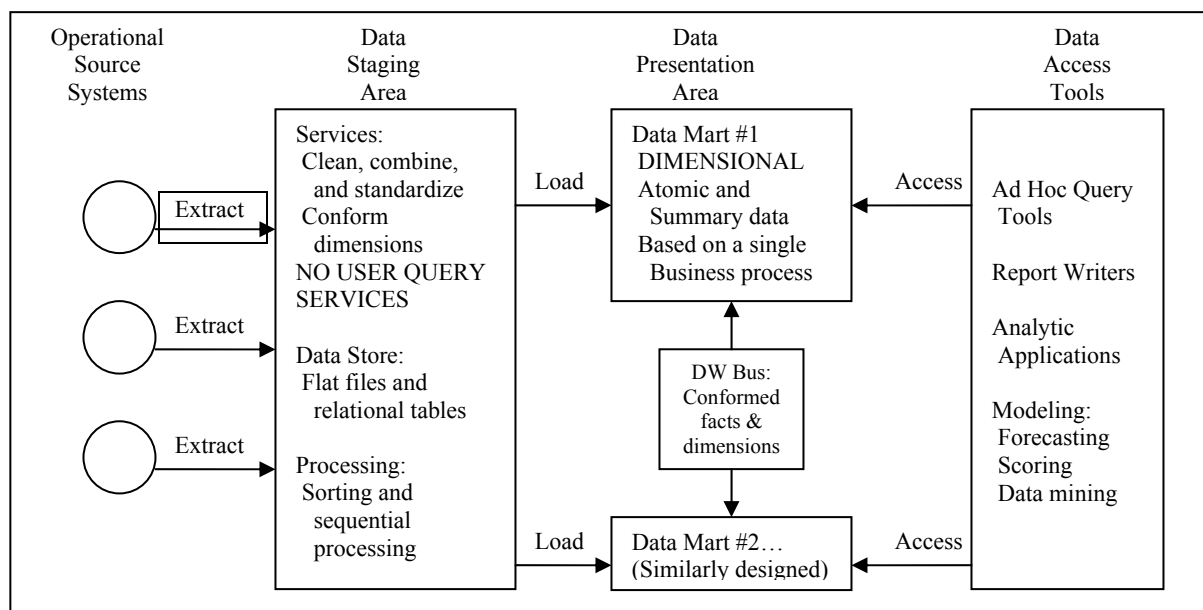 Operational
Source
Systems
Data
Staging
Area
Data
Presentation
Area
Data
Access
Tools
Extract
Extract
Extract
Services:
Clean, combine,
and standardize
Conform
dimensions
NO USER QUERY
SERVICES
Data Store:
Flat files and
relational tables
Processing:
Sorting and
sequential
processing
Load
Load
Data Mart #1
DIMENSIONAL
Atomic and
Summary data
Based on a single
Business process
DW Bus:
Conformed
facts &
dimensions
Data Mart #2…
(Similarly designed)
Access
Access
Ad Hoc Query
Tools
Report Writers
Analytic
Applications
Modeling:
Forecasting
Scoring
Data mining